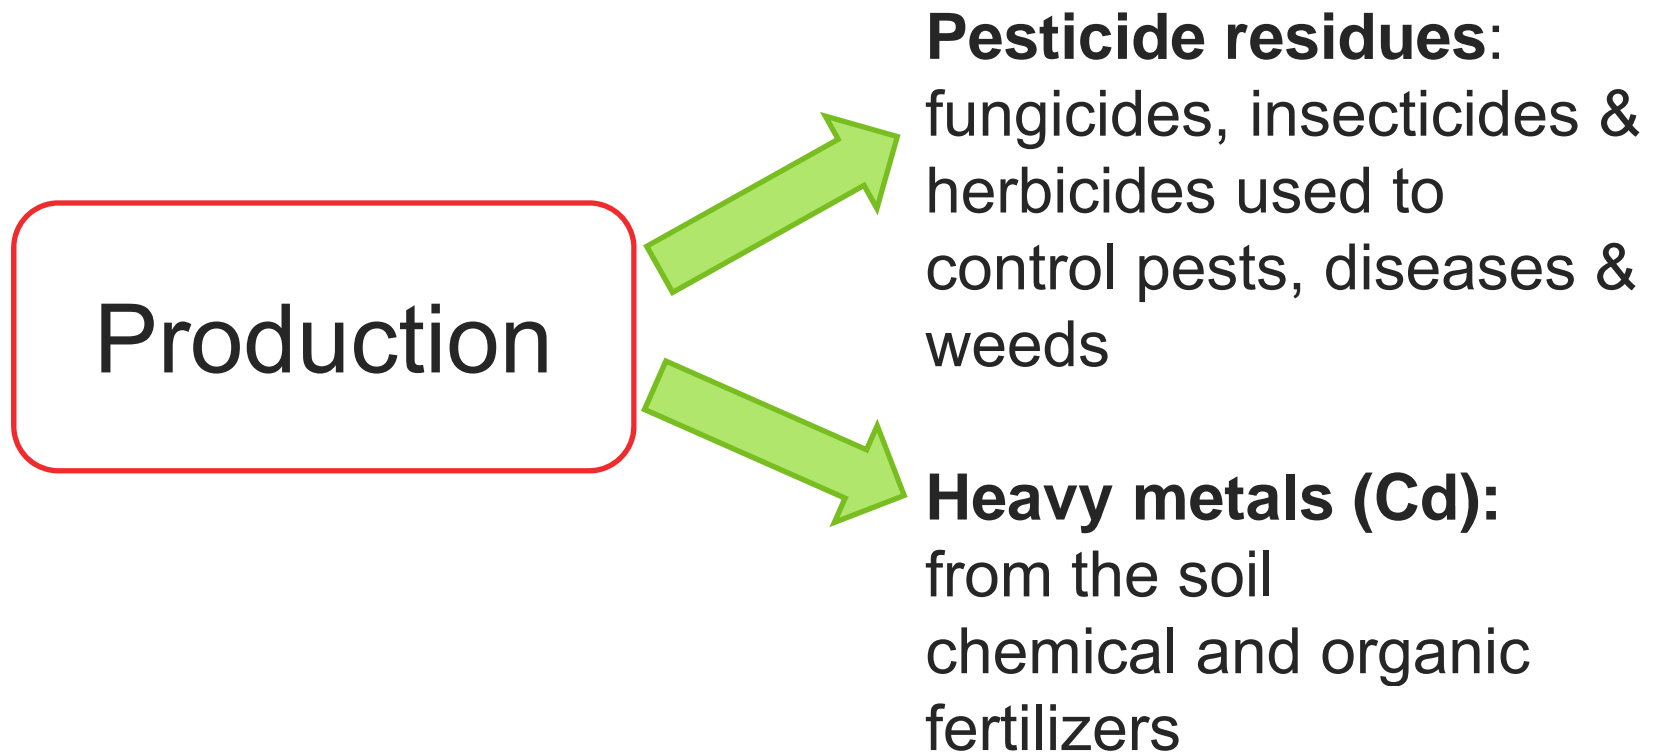 Production
Pesticide residues:
fungicides, insecticides &
herbicides used to
control pests, diseases &
weeds
Heavy metals (Cd):
from the soil
chemical and organic
fertilizers